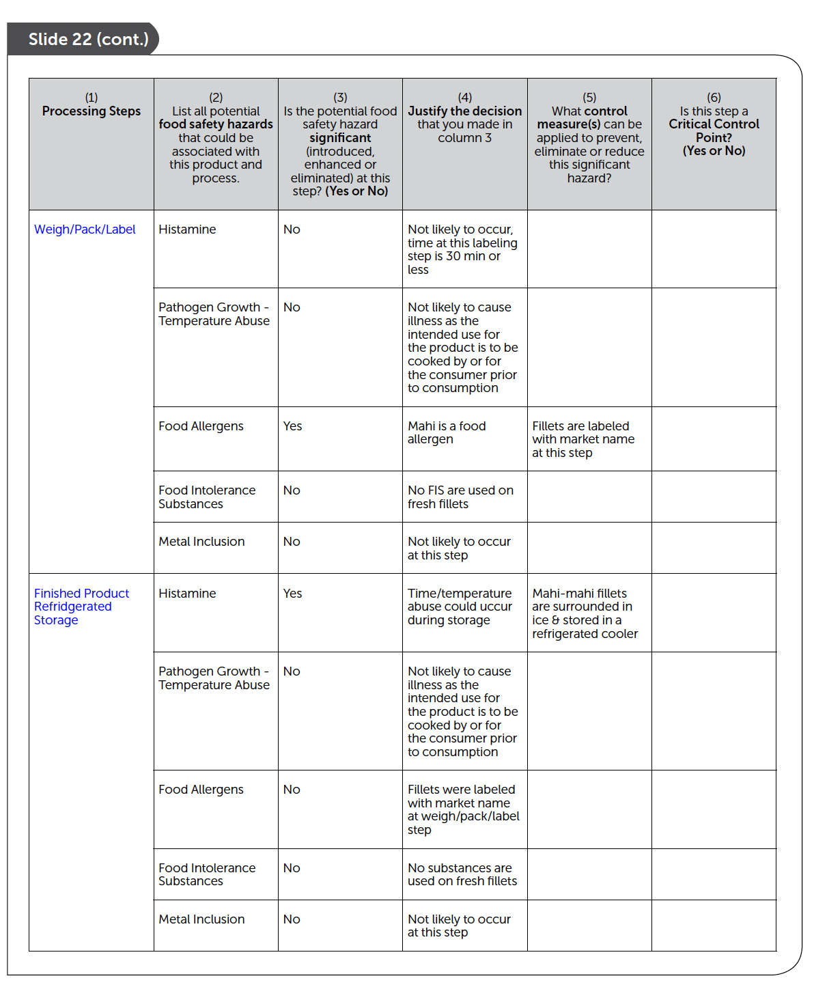 Slide 22 (cont.)
(1)
Processing Steps
(2)
List all potential
food safety hazards
that could be
associated with
this product and
process.
(3)
Is the potential food
safety hazard
significant
(introduced,
enhanced or
eliminated) at this
step? (Yes or No)
(4)
Justify the decision
that you made in
column 3
(5)
What control
measure(s) can be
applied to prevent,
eliminate or reduce
this significant
hazard?
(6)
Is this step a
Critical Control
Point?
(Yes or No)
Weigh/Pack/Label
Histamine
No
Not likely to occur,
time at this labeling
step is 30 min or
less
Pathogen Growth -
Temperature Abuse
No
Not likely to cause
illness as the
intended use for
the product is to be
cooked by or for
the consumer prior
to consumption
Food Allergens
Yes
Mahi is a food
allergen
Fillets are labeled
with market name
at this step
Food Intolerance
Substances
No
No FIS are used on
fresh fillets
Metal Inclusion
No
Not likely to occur
at this step
Finished Product
Refridgerated
Storage
Histamine
Yes
Time/temperature
abuse could uccur
during storage
Mahi-mahi fillets
are surrounded in
ice & stored in a
refrigerated cooler
Pathogen Growth -
Temperature Abuse
No
Not likely to cause
illness as the
intended use for
the product is to be
cooked by or for
the consumer prior
to consumption
Food Allergens
No
Fillets were labeled
with market name
at weigh/pack/label
step
Food Intolerance
Substances
No
No substances are
used on fresh fillets
Metal Inclusion
No
Not likely to occur
at this step